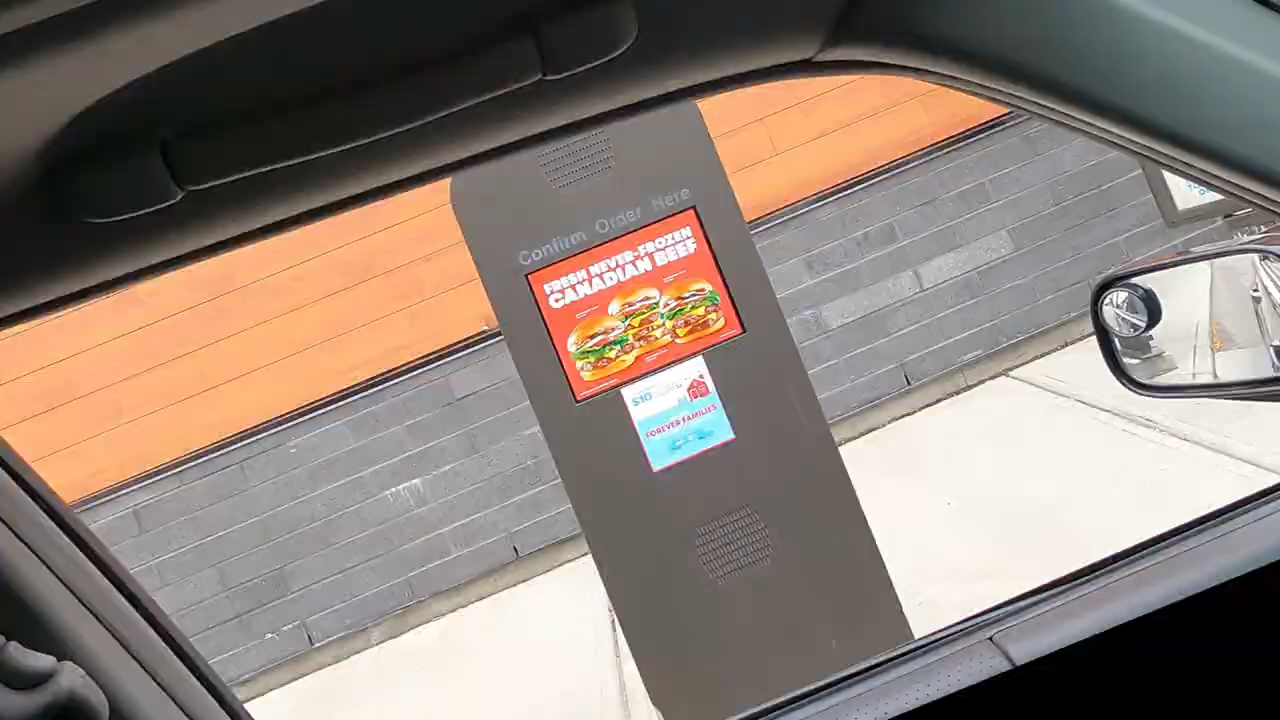 Confirm Order Here
FRESH NEVER-FROZEN
CANADIAN BEEF
$10
FOREVER FAMILIES